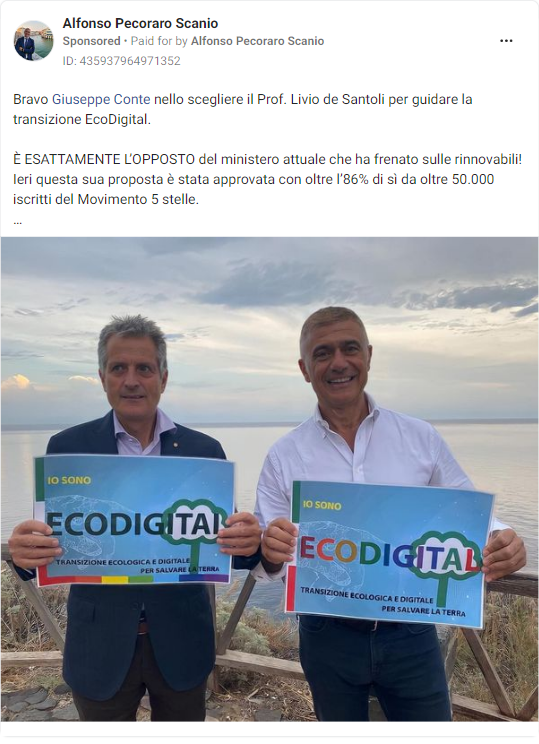 Alfonso Pecoraro Scanio
Sponsored • Paid for by Alfonso Pecoraro Scanio
ID: 435937964971352
Bravo Giuseppe Conte nello scegliere il Prof. Livio de Santoli per guidare la
transizione EcoDigital.
È ESATTAMENTE L'OPPOSTO del ministero attuale che ha frenato sulle rinnovabili!
Ieri questa sua proposta è stata approvata con oltre l'86% di sì da oltre 50.000
iscritti del Movimento 5 stelle.
...
IO SONO
ECODIGITAL
TRANSIZIONE ECOLOGICA E DIGITALE
PER SALVARE LA TERRA
IO SONO
ECODIGITAL
TRANSIZIONE ECOLOGICA E DIGITALE
PER SALVARE LA TERRA